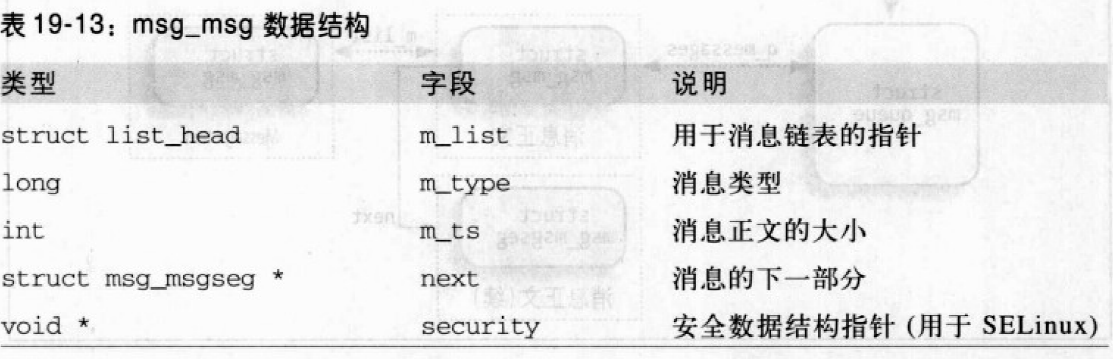 表 19-13：msg_msg 数据结构
类型 字段 说明
struct list_head m_list 用于消息链表的指针
long m_type 消息类型
int m_ts 消息正文的大小
struct msg_msgseg * next 消息的下一部分
void * security 安全数据结构指针 (用于 SELinux)